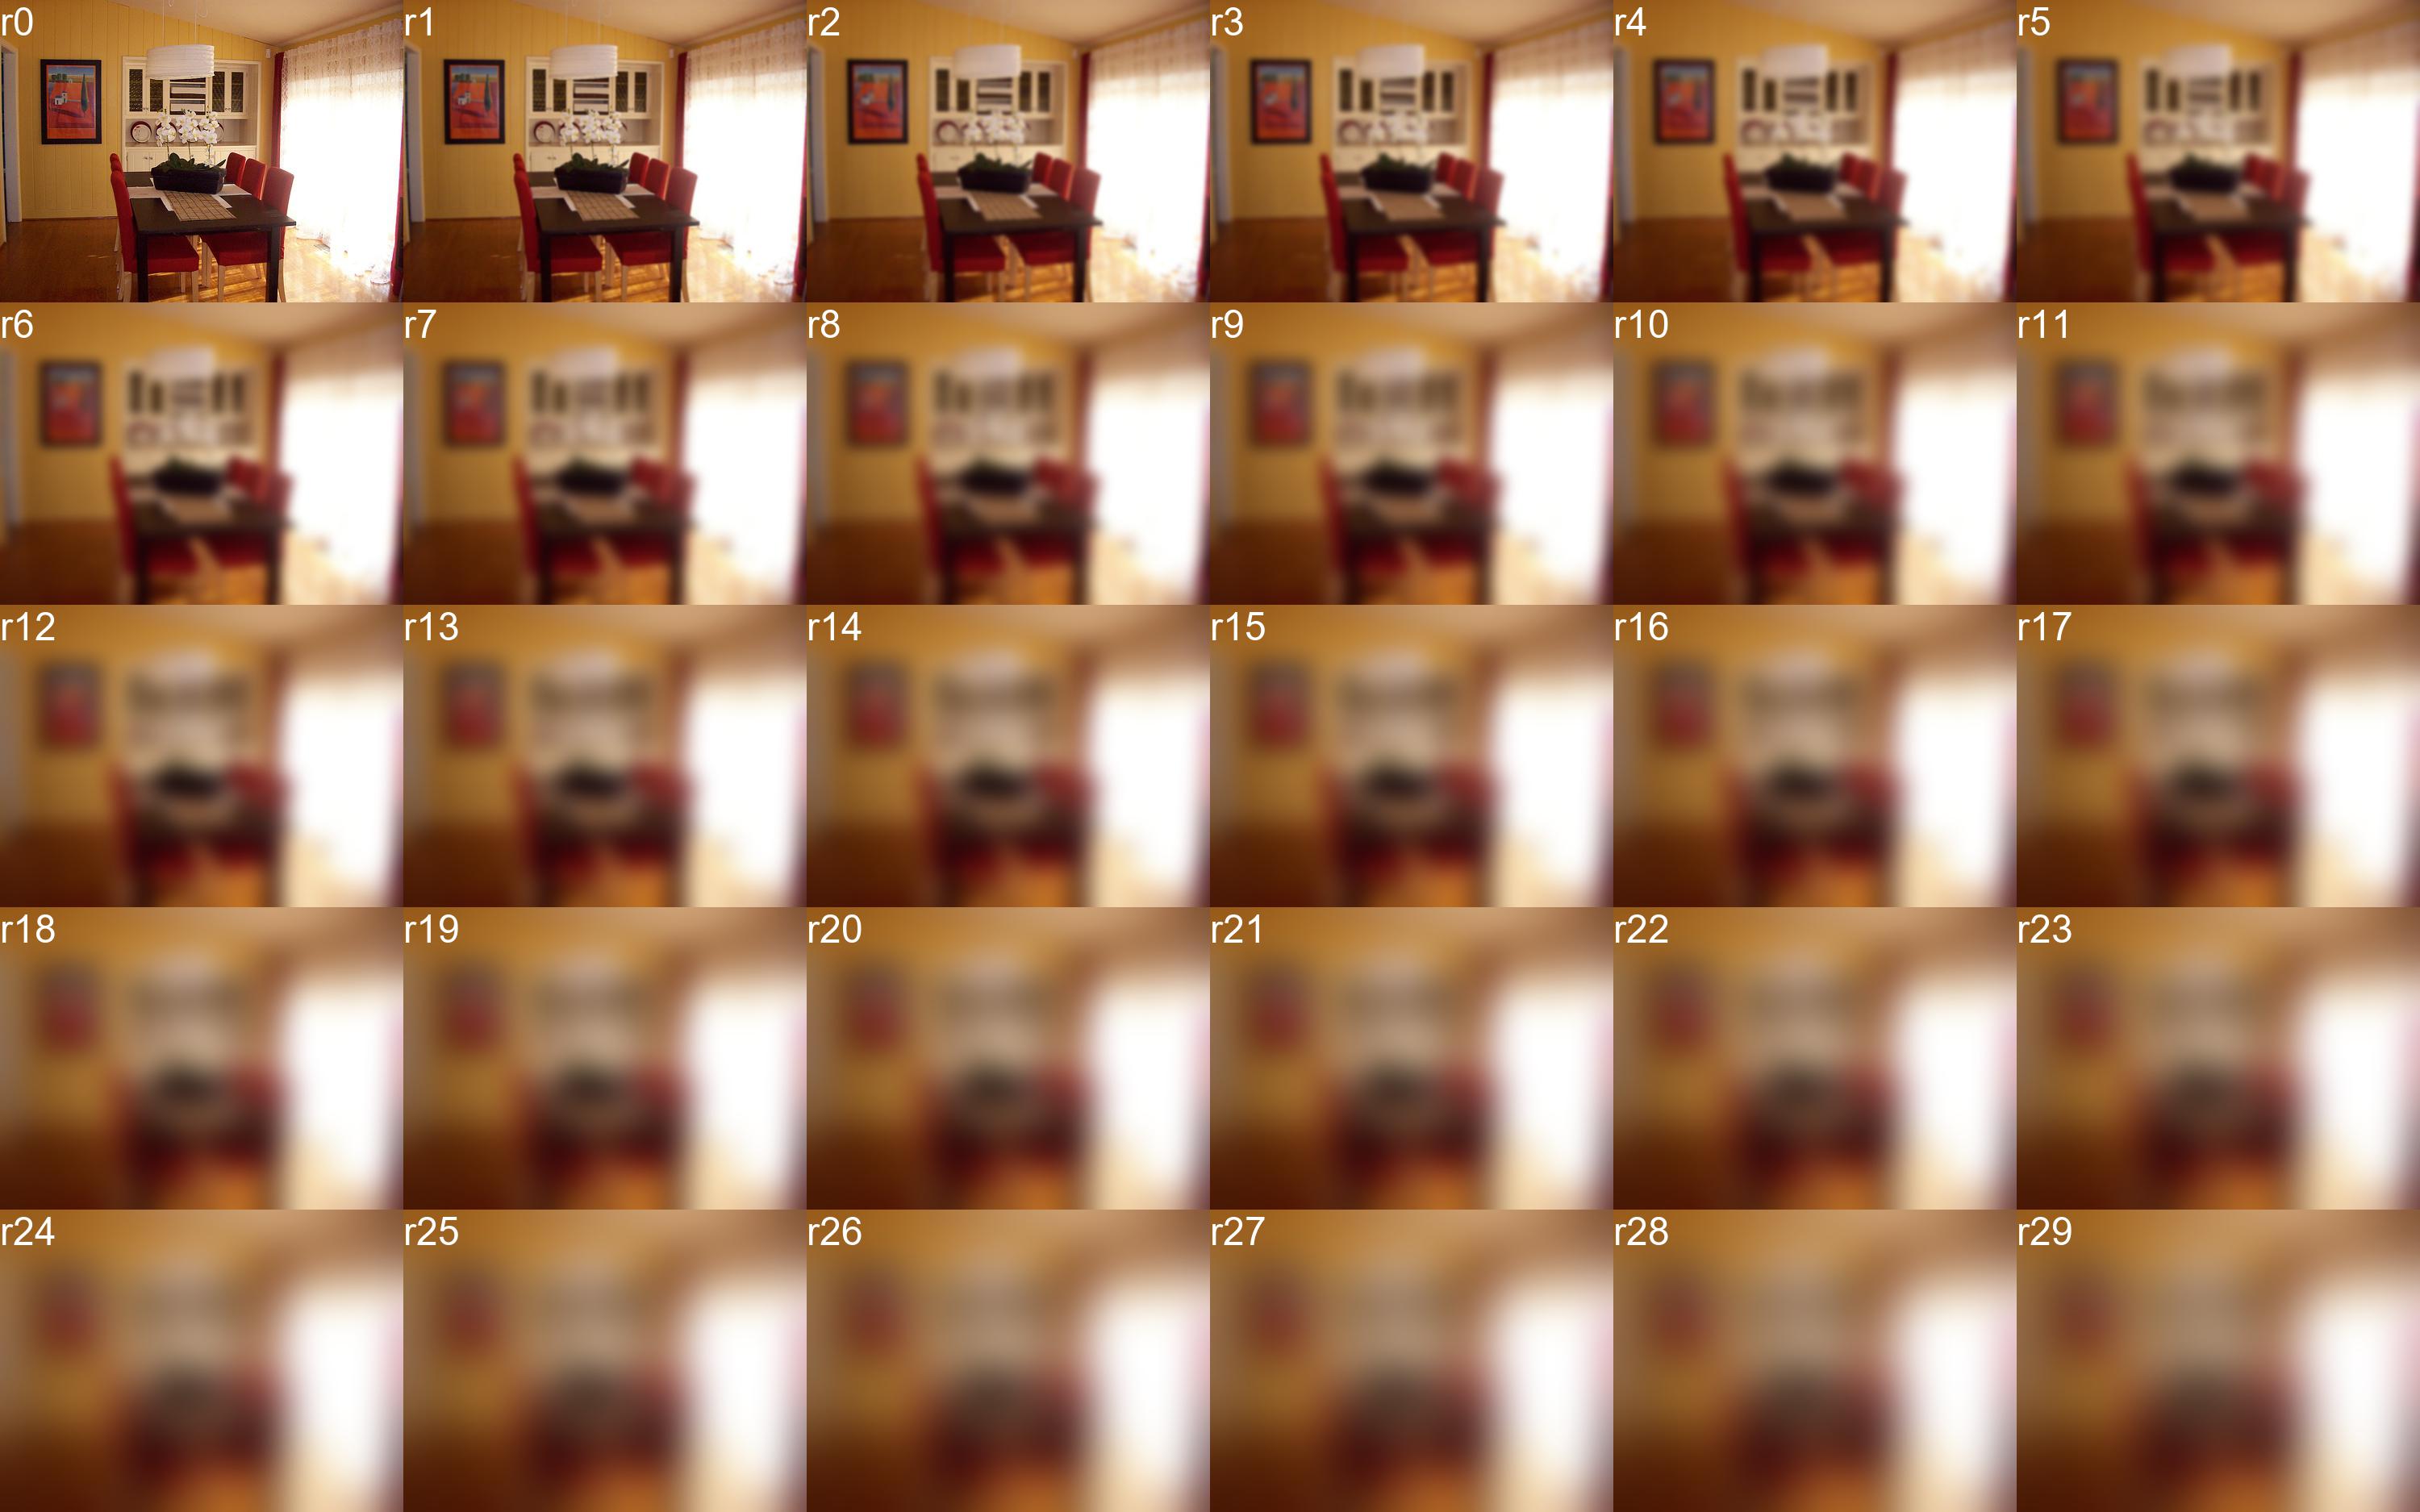 r0 r1 r2 r3 r4 r5
r6 r7 r8 r9 r10 r11
r12 r13 r14 r15 r16 r17
r18 r19 r20 r21 r22 r23
r24 r25 r26 r27 r28 r29